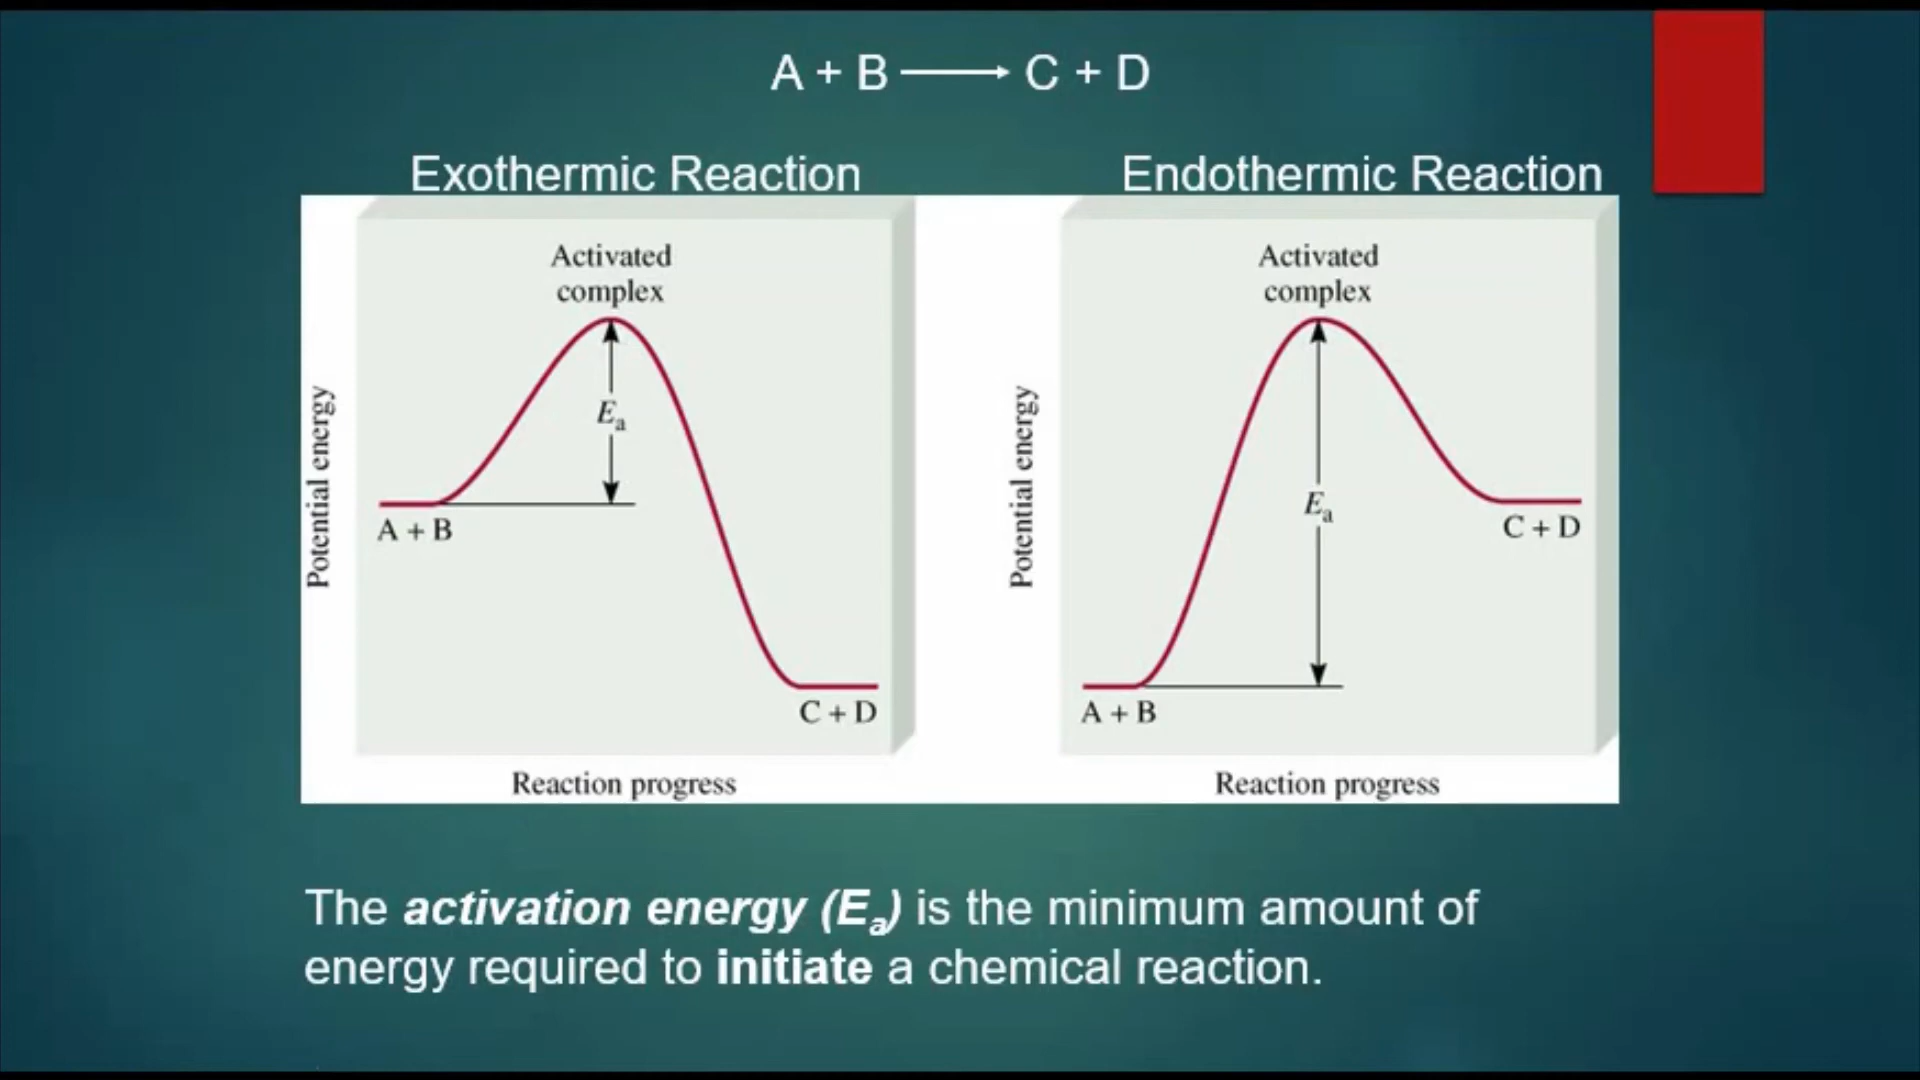 A + B ⟶ C + D
Exothermic Reaction
Endothermic Reaction
Activated
complex
Eₐ
A + B
C + D
Potential energy
Reaction progress
Activated
complex
Eₐ
A + B
C + D
Potential energy
Reaction progress
The activation energy (Eₐ) is the minimum amount of
energy required to initiate a chemical reaction.